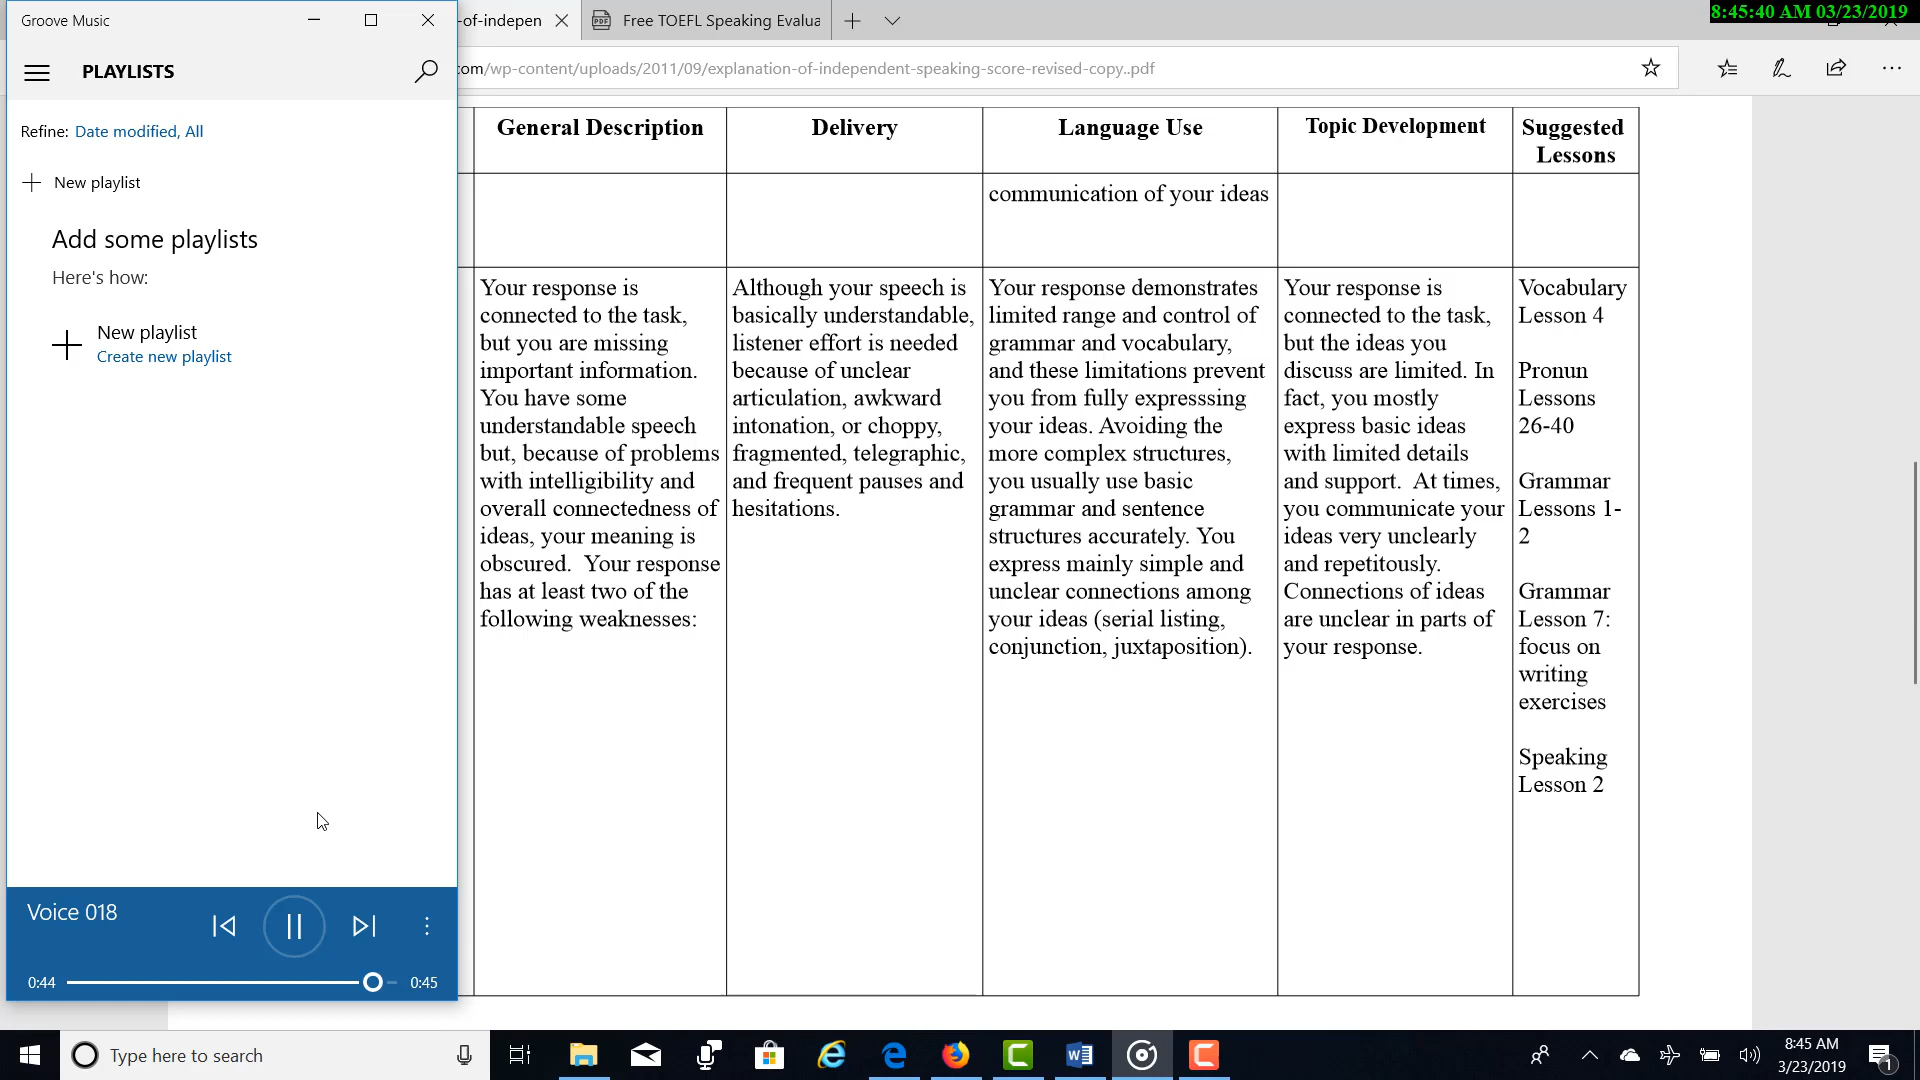 Groove Music
-of-indepen
Free TOEFL Speaking Evalua
8:45:40 AM 03/23/2019
PLAYLISTS
com/wp-content/uploads/2011/09/explanation-of-independent-speaking-score-revised-copy..pdf
Refine: Date modified, All
New playlist
Add some playlists
Here's how:
New playlist
Create new playlist
Voice 018
0:44
0:45
General Description
Delivery
Language Use
Topic Development
Suggested
Lessons
communication of your ideas
Your response is
connected to the task,
but you are missing
important information.
You have some
understandable speech
but, because of problems
with intelligibility and
overall connectedness of
ideas, your meaning is
obscured.  Your response
has at least two of the
following weaknesses:
Although your speech is
basically understandable,
listener effort is needed
because of unclear
articulation, awkward
intonation, or choppy,
fragmented, telegraphic,
and frequent pauses and
hesitations.
Your response demonstrates
limited range and control of
grammar and vocabulary,
and these limitations prevent
you from fully expresssing
your ideas. Avoiding the
more complex structures,
you usually use basic
grammar and sentence
structures accurately. You
express mainly simple and
unclear connections among
your ideas (serial listing,
conjunction, juxtaposition).
Your response is
connected to the task,
but the ideas you
discuss are limited. In
fact, you mostly
express basic ideas
with limited details
and support.  At times,
you communicate your
ideas very unclearly
and repetitously.
Connections of ideas
are unclear in parts of
your response.
Vocabulary
Lesson 4
Pronun
Lessons
26-40
Grammar
Lessons 1-
2
Grammar
Lesson 7:
focus on
writing
exercises
Speaking
Lesson 2
Type here to search
8:45 AM
3/23/2019
1